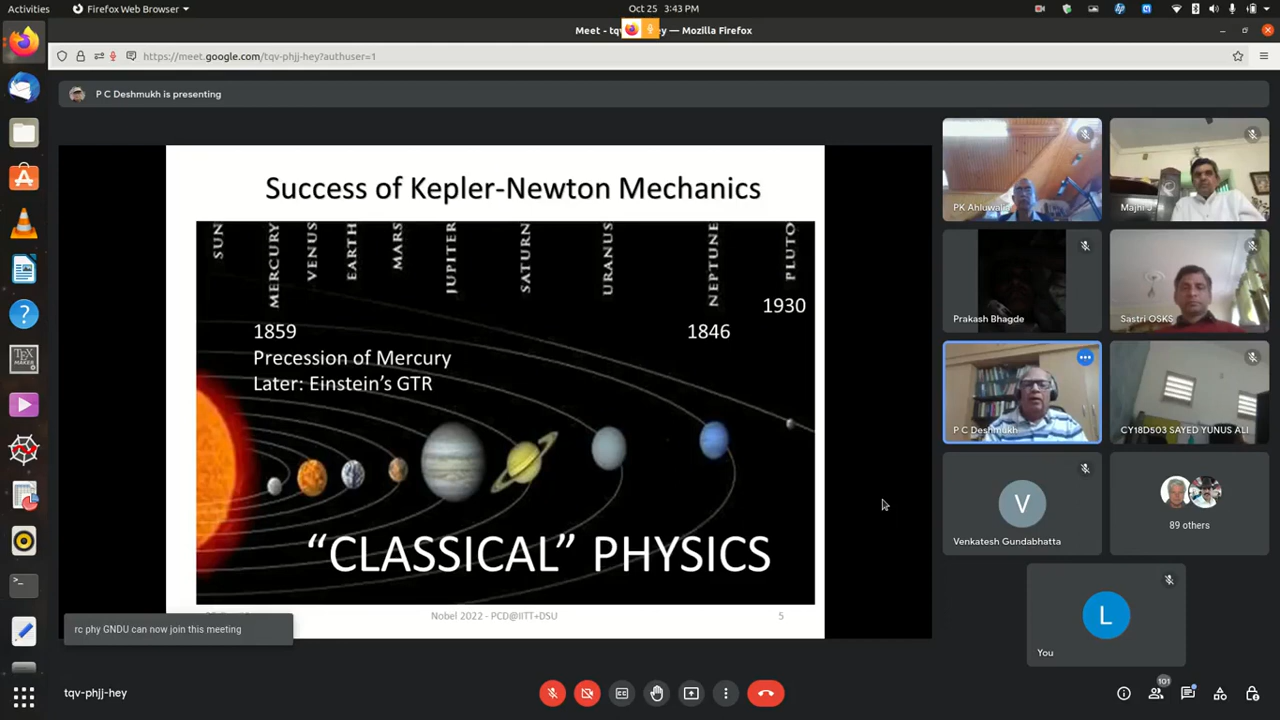 Activities
Firefox Web Browser
Oct 25 3:43 PM
Meet - tqv-phjj-hey — Mozilla Firefox
https://meet.google.com/tqv-phjj-hey?authuser=1
P C Deshmukh is presenting
Success of Kepler-Newton Mechanics
SUN
MERCURY
VENUS
EARTH
MARS
JUPITER
SATURN
URANUS
NEPTUNE
PLUTO
1930
1859
1846
Precession of Mercury
Later: Einstein’s GTR
“CLASSICAL” PHYSICS
Nobel 2022 - PCD@IITT+DSU
5
rc phy GNDU can now join this meeting
PK Ahluwalia
Prakash Bhagde
Sastri OSKS
P C Deshmukh
CY18D503 SAYED YUNUS ALI
V
Venkatesh Gundabhatta
89 others
L
You
tqv-phjj-hey
101